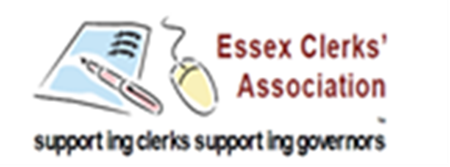 Essex Clerks'
Association
support ing clerks support ing governors